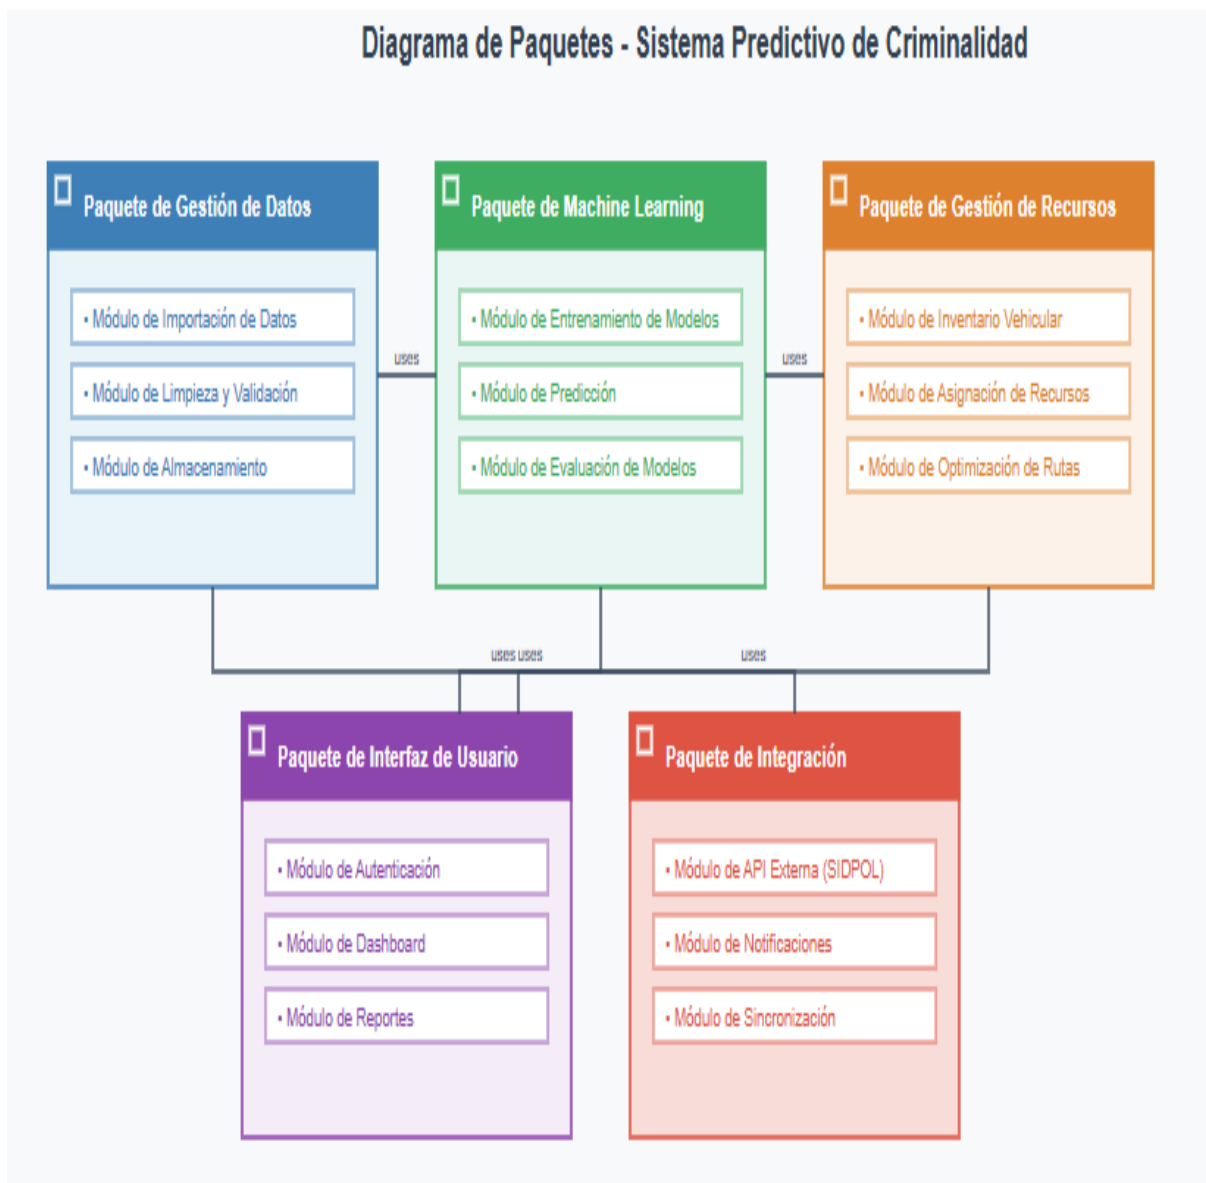 Diagrama de Paquetes - Sistema Predictivo de Criminalidad
Paquete de Gestión de Datos
• Módulo de Importación de Datos
• Módulo de Limpieza y Validación
• Módulo de Almacenamiento
uses
Paquete de Machine Learning
• Módulo de Entrenamiento de Modelos
• Módulo de Predicción
• Módulo de Evaluación de Modelos
uses
Paquete de Gestión de Recursos
• Módulo de Inventario Vehicular
• Módulo de Asignación de Recursos
• Módulo de Optimización de Rutas
uses uses
uses
Paquete de Interfaz de Usuario
• Módulo de Autenticación
• Módulo de Dashboard
• Módulo de Reportes
Paquete de Integración
• Módulo de API Externa (SIDPOL)
• Módulo de Notificaciones
• Módulo de Sincronización